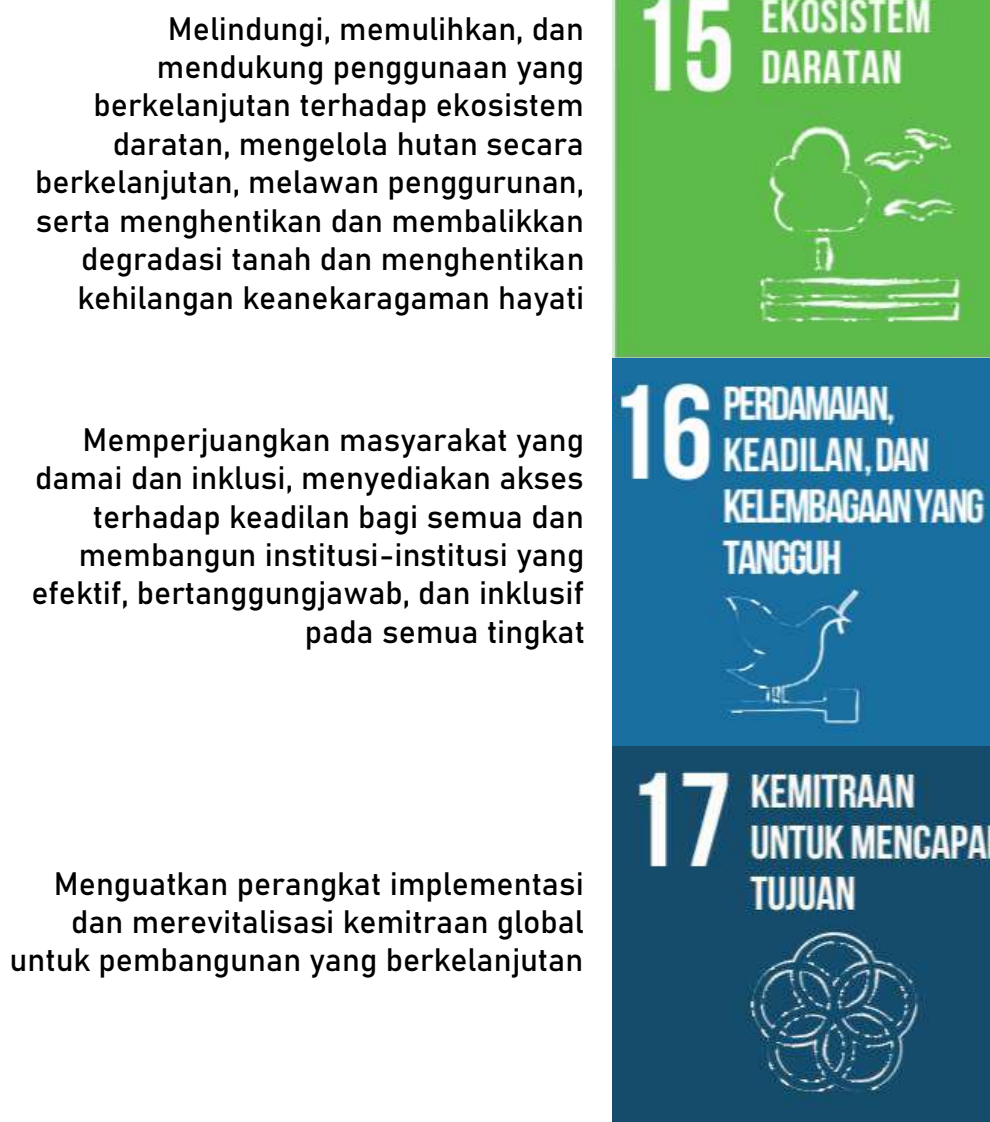 Melindungi, memulihkan, dan
mendukung penggunaan yang
berkelanjutan terhadap ekosistem
daratan, mengelola hutan secara
berkelanjutan, melawan penggurunan,
serta menghentikan dan membalikkan
degradasi tanah dan menghentikan
kehilangan keanekaragaman hayati
15 EKOSISTEM
DARATAN
Memperjuangkan masyarakat yang
damai dan inklusi, menyediakan akses
terhadap keadilan bagi semua dan
membangun institusi-institusi yang
efektif, bertanggungjawab, dan inklusif
pada semua tingkat
16 PERDAMAIAN,
KEADILAN, DAN
KELEMBAGAAN YANG
TANGGUH
Menguatkan perangkat implementasi
dan merevitalisasi kemitraan global
untuk pembangunan yang berkelanjutan
17 KEMITRAAN
UNTUK MENCAPAI
TUJUAN